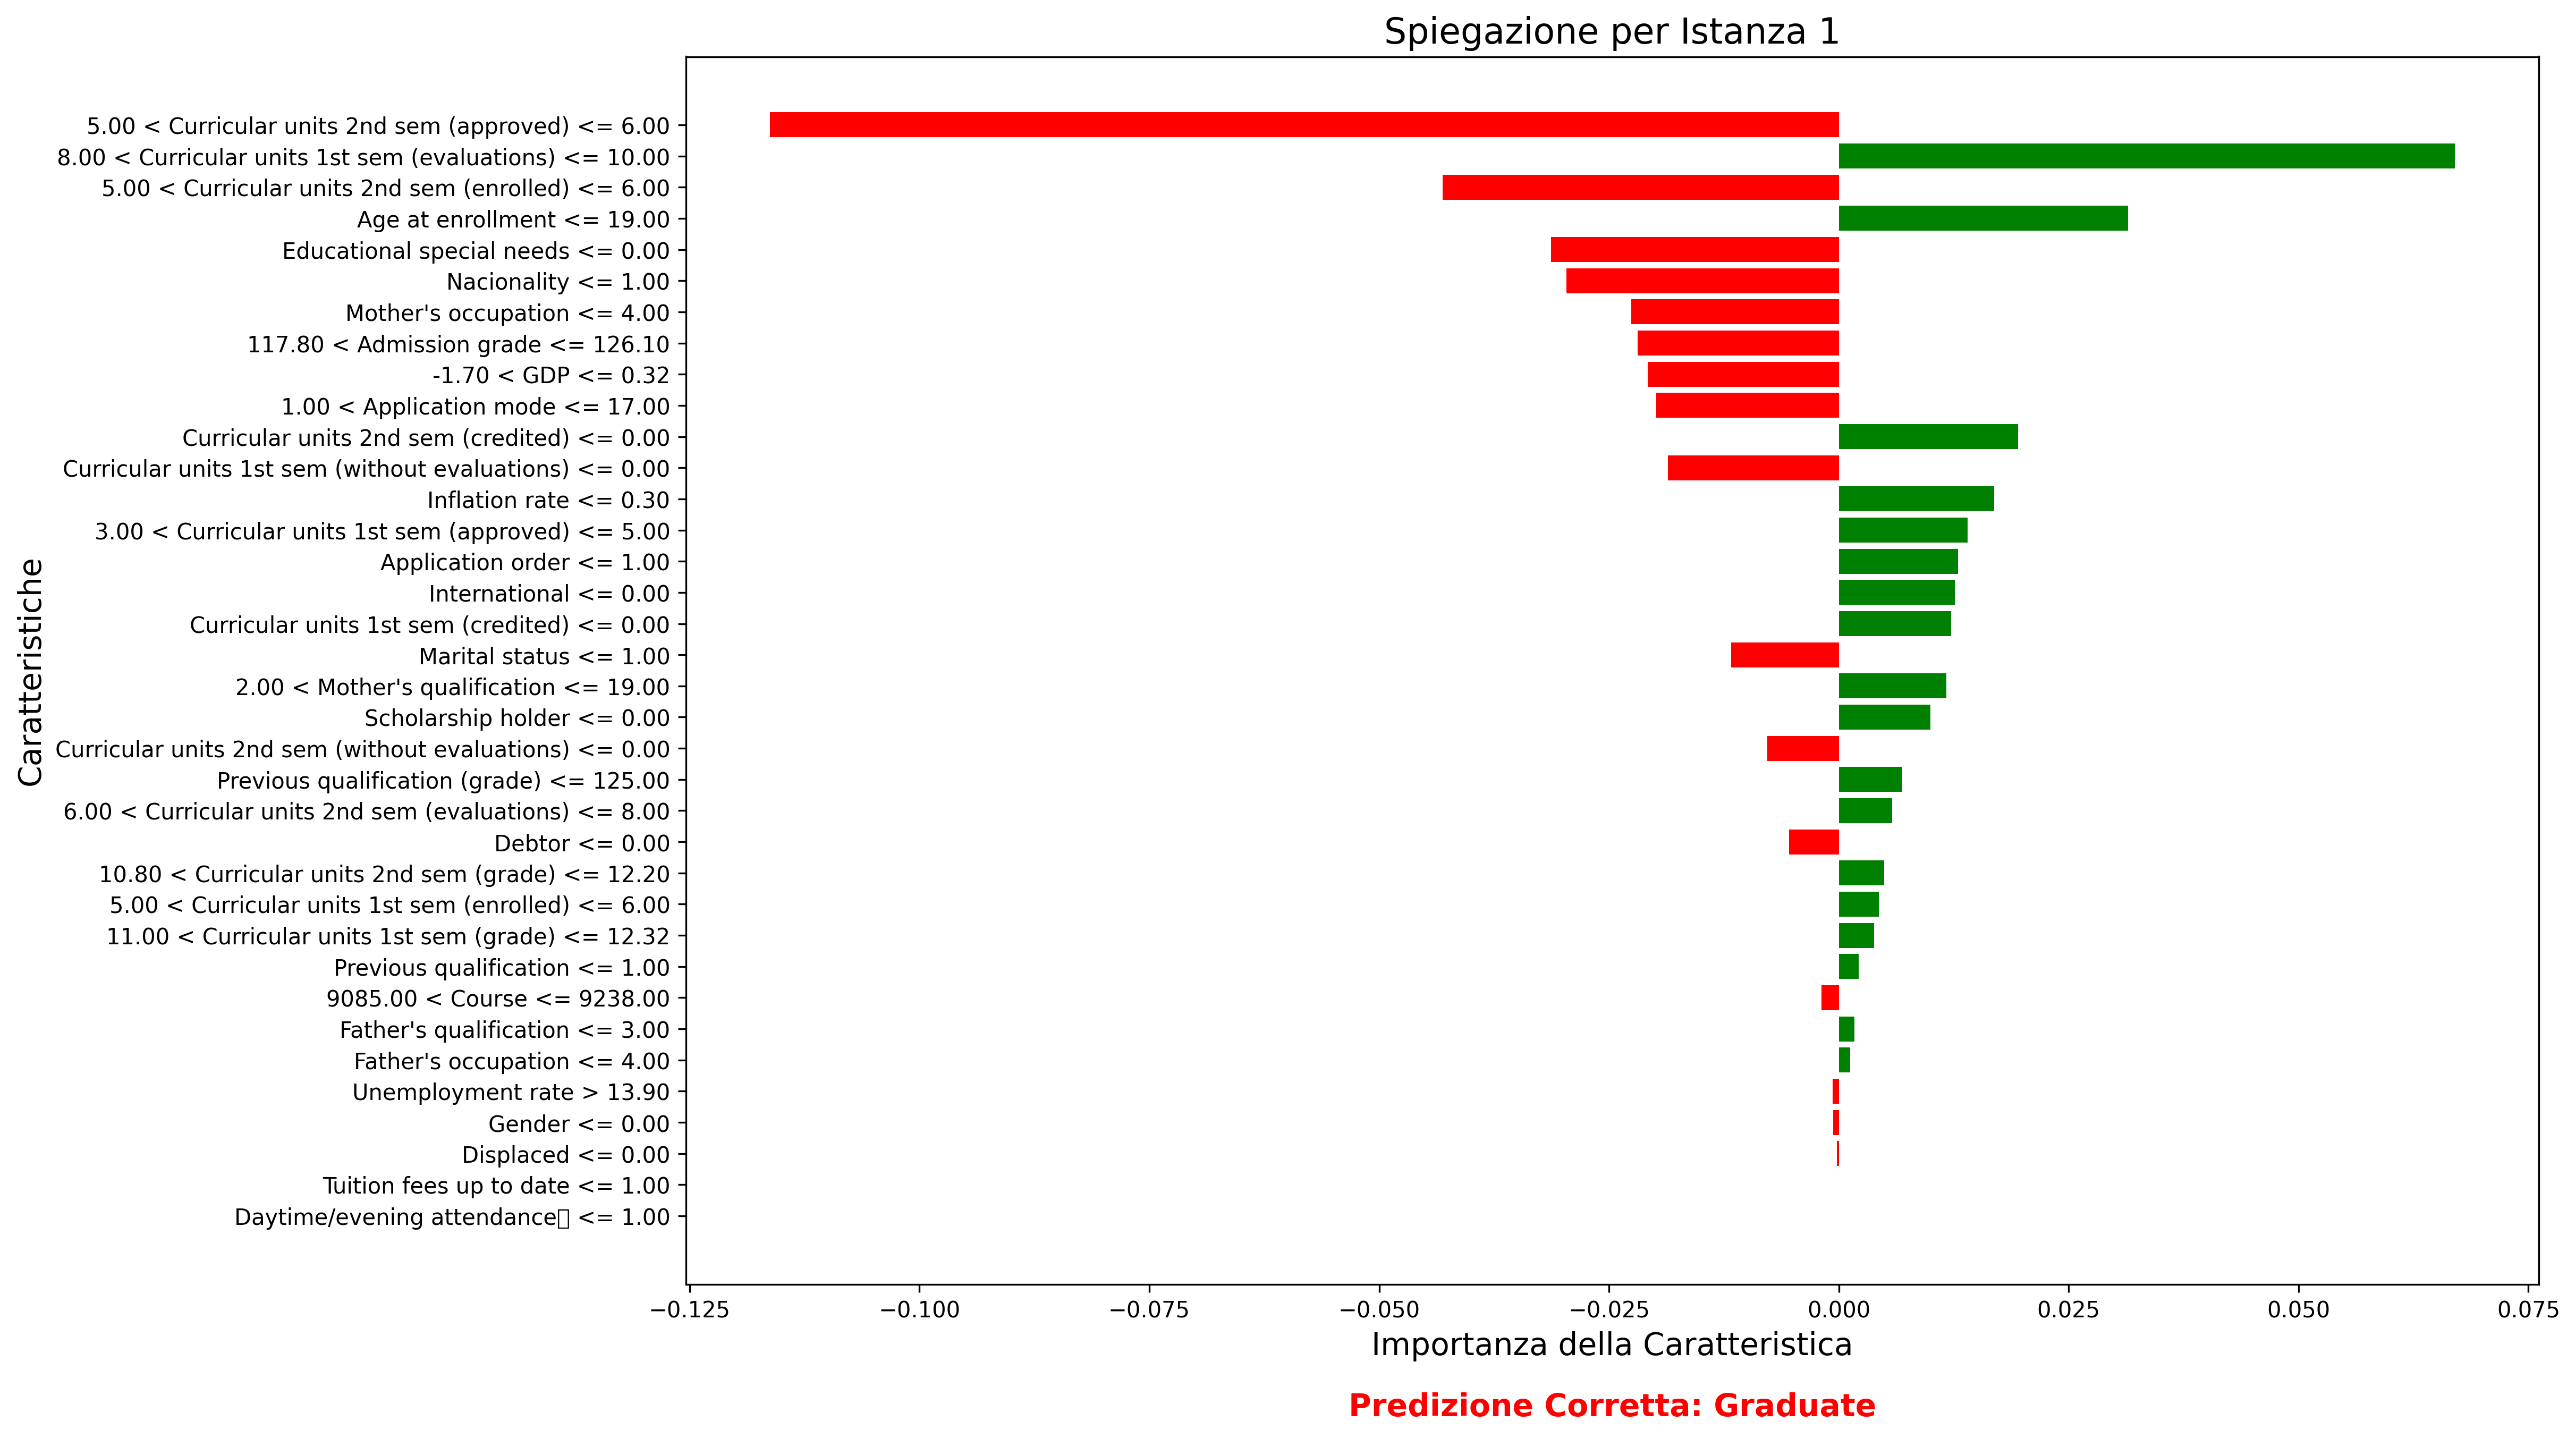 Spiegazione per Istanza 1
5.00 < Curricular units 2nd sem (approved) <= 6.00
8.00 < Curricular units 1st sem (evaluations) <= 10.00
5.00 < Curricular units 2nd sem (enrolled) <= 6.00
Age at enrollment <= 19.00
Educational special needs <= 0.00
Nacionality <= 1.00
Mother's occupation <= 4.00
117.80 < Admission grade <= 126.10
-1.70 < GDP <= 0.32
1.00 < Application mode <= 17.00
Curricular units 2nd sem (credited) <= 0.00
Curricular units 1st sem (without evaluations) <= 0.00
Inflation rate <= 0.30
3.00 < Curricular units 1st sem (approved) <= 5.00
Application order <= 1.00
International <= 0.00
Curricular units 1st sem (credited) <= 0.00
Marital status <= 1.00
2.00 < Mother's qualification <= 19.00
Scholarship holder <= 0.00
Curricular units 2nd sem (without evaluations) <= 0.00
Previous qualification (grade) <= 125.00
6.00 < Curricular units 2nd sem (evaluations) <= 8.00
Debtor <= 0.00
10.80 < Curricular units 2nd sem (grade) <= 12.20
5.00 < Curricular units 1st sem (enrolled) <= 6.00
11.00 < Curricular units 1st sem (grade) <= 12.32
Previous qualification <= 1.00
9085.00 < Course <= 9238.00
Father's qualification <= 3.00
Father's occupation <= 4.00
Unemployment rate > 13.90
Gender <= 0.00
Displaced <= 0.00
Tuition fees up to date <= 1.00
Daytime/evening attendance▯ <= 1.00
Caratteristiche
−0.125 −0.100 −0.075 −0.050 −0.025 0.000 0.025 0.050 0.075
Importanza della Caratteristica
Predizione Corretta: Graduate